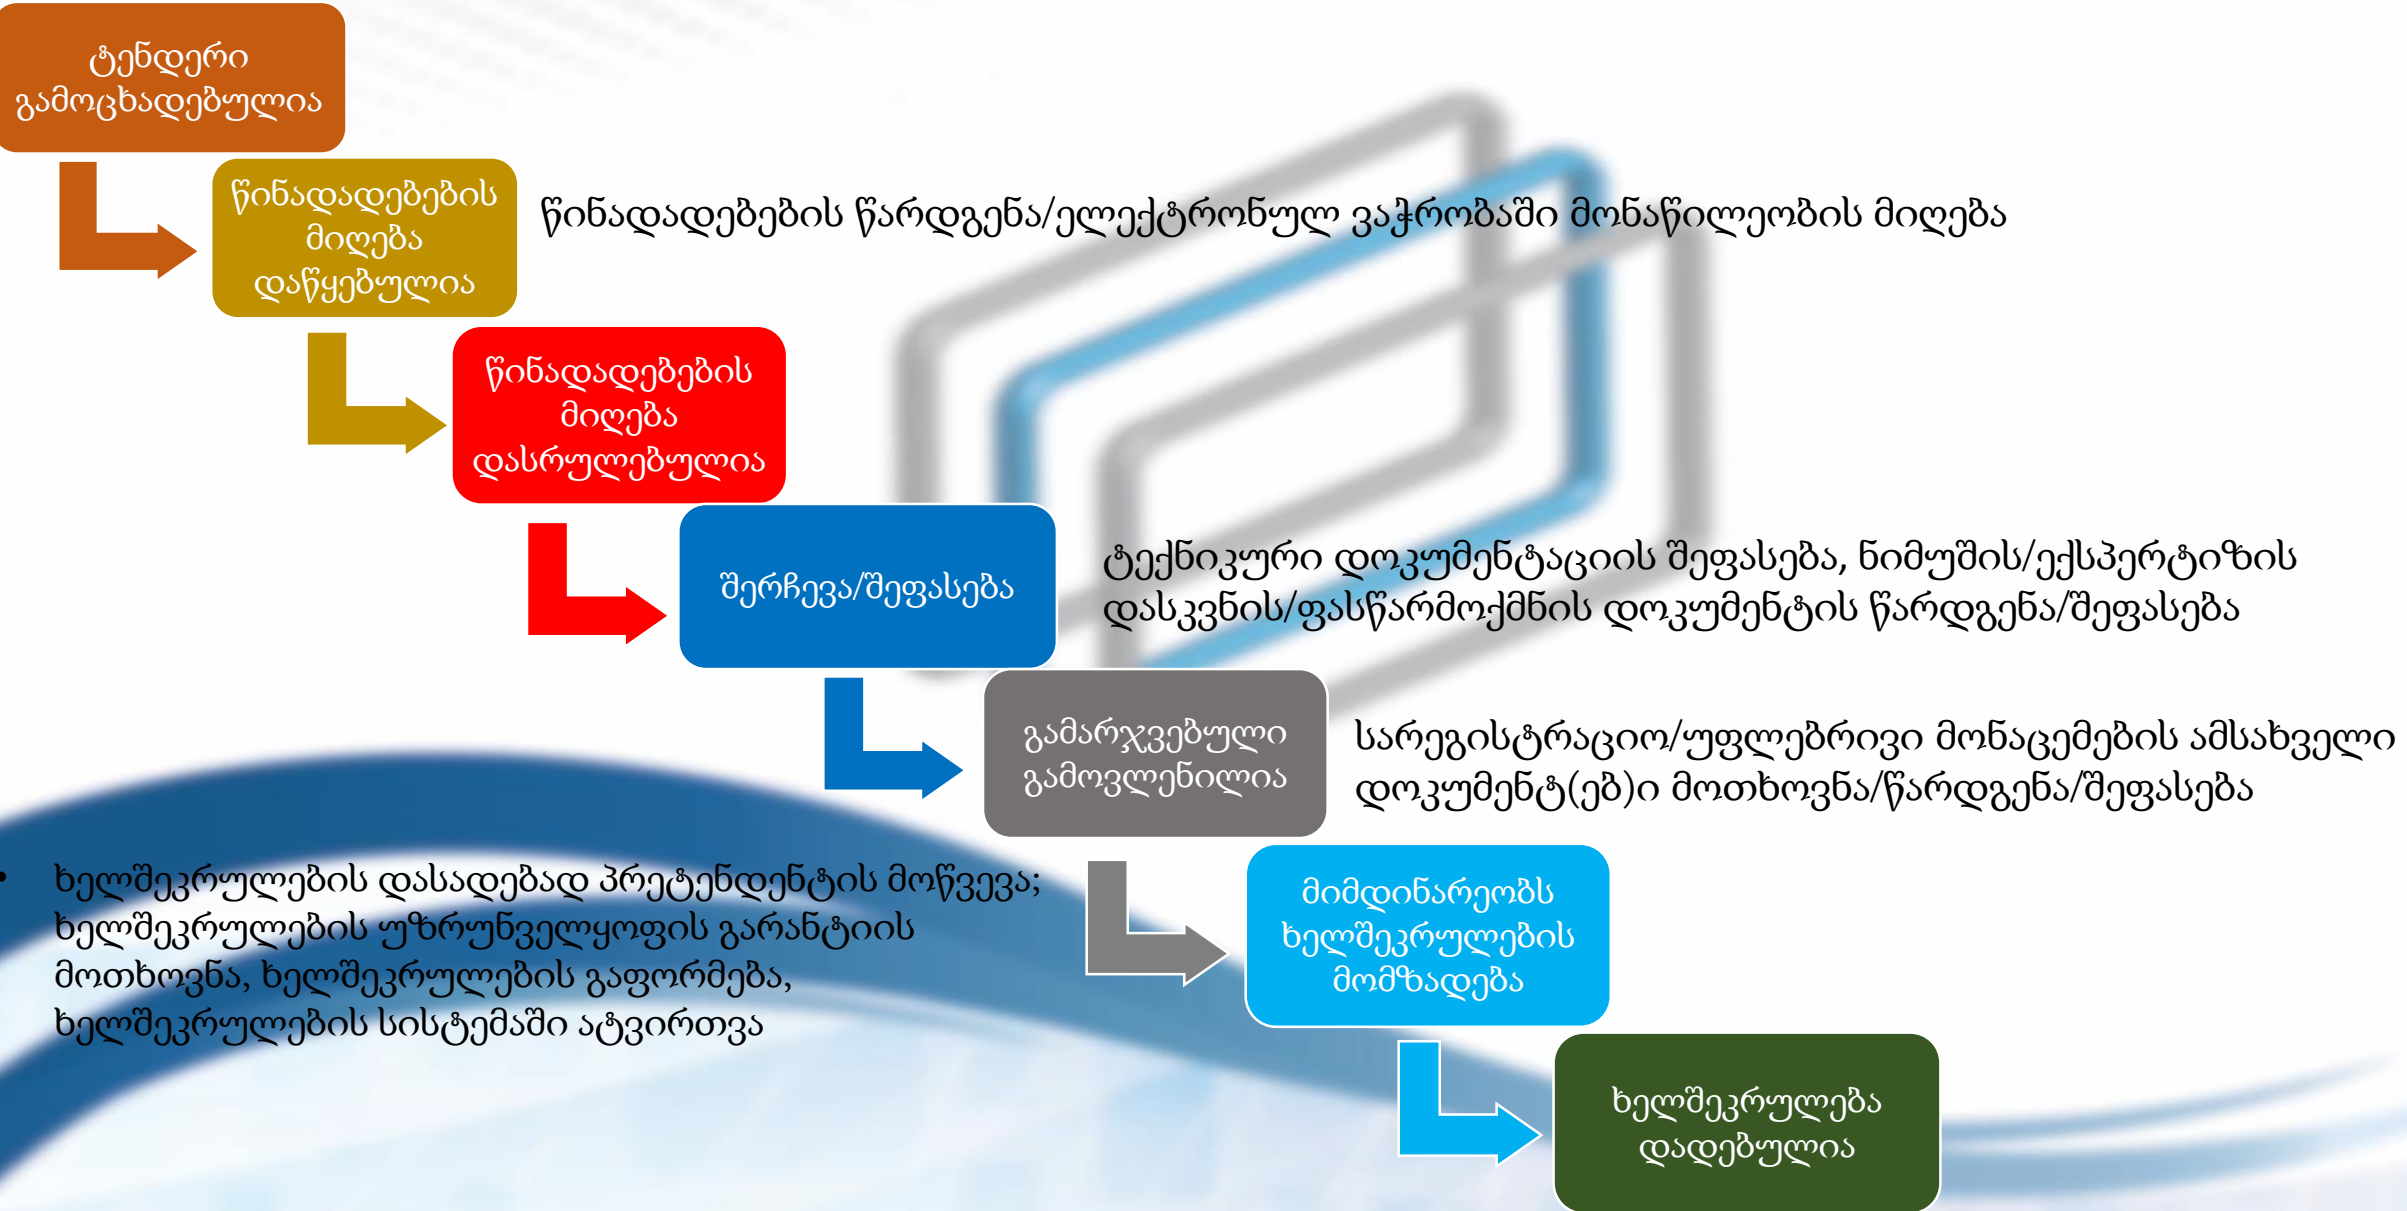 ტენდერი
გამოცხადებულია
წინადადებების
მიღება
დაწყებულია
წინადადებების წარდგენა/ელექტრონულ ვაჭრობაში მონაწილეობის მიღება
წინადადებების
მიღება
დასრულებულია
შერჩევა/შეფასება
ტექნიკური დოკუმენტაციის შეფასება, ნიმუშის/ექსპერტიზის
დასკვნის/ფასწარმოქმნის დოკუმენტის წარდგენა/შეფასება
გამარჯვებული
გამოვლენილია
სარეგისტრაციო/უფლებრივი მონაცემების ამსახველი
დოკუმენტ(ებ)ი მოთხოვნა/წარდგენა/შეფასება
• ხელშეკრულების დასადებად პრეტენდენტის მოწვევა;
ხელშეკრულების უზრუნველყოფის გარანტიის
მოთხოვნა, ხელშეკრულების გაფორმება,
ხელშეკრულების სისტემაში ატვირთვა
მიმდინარეობს
ხელშეკრულების
მომზადება
ხელშეკრულება
დადებულია